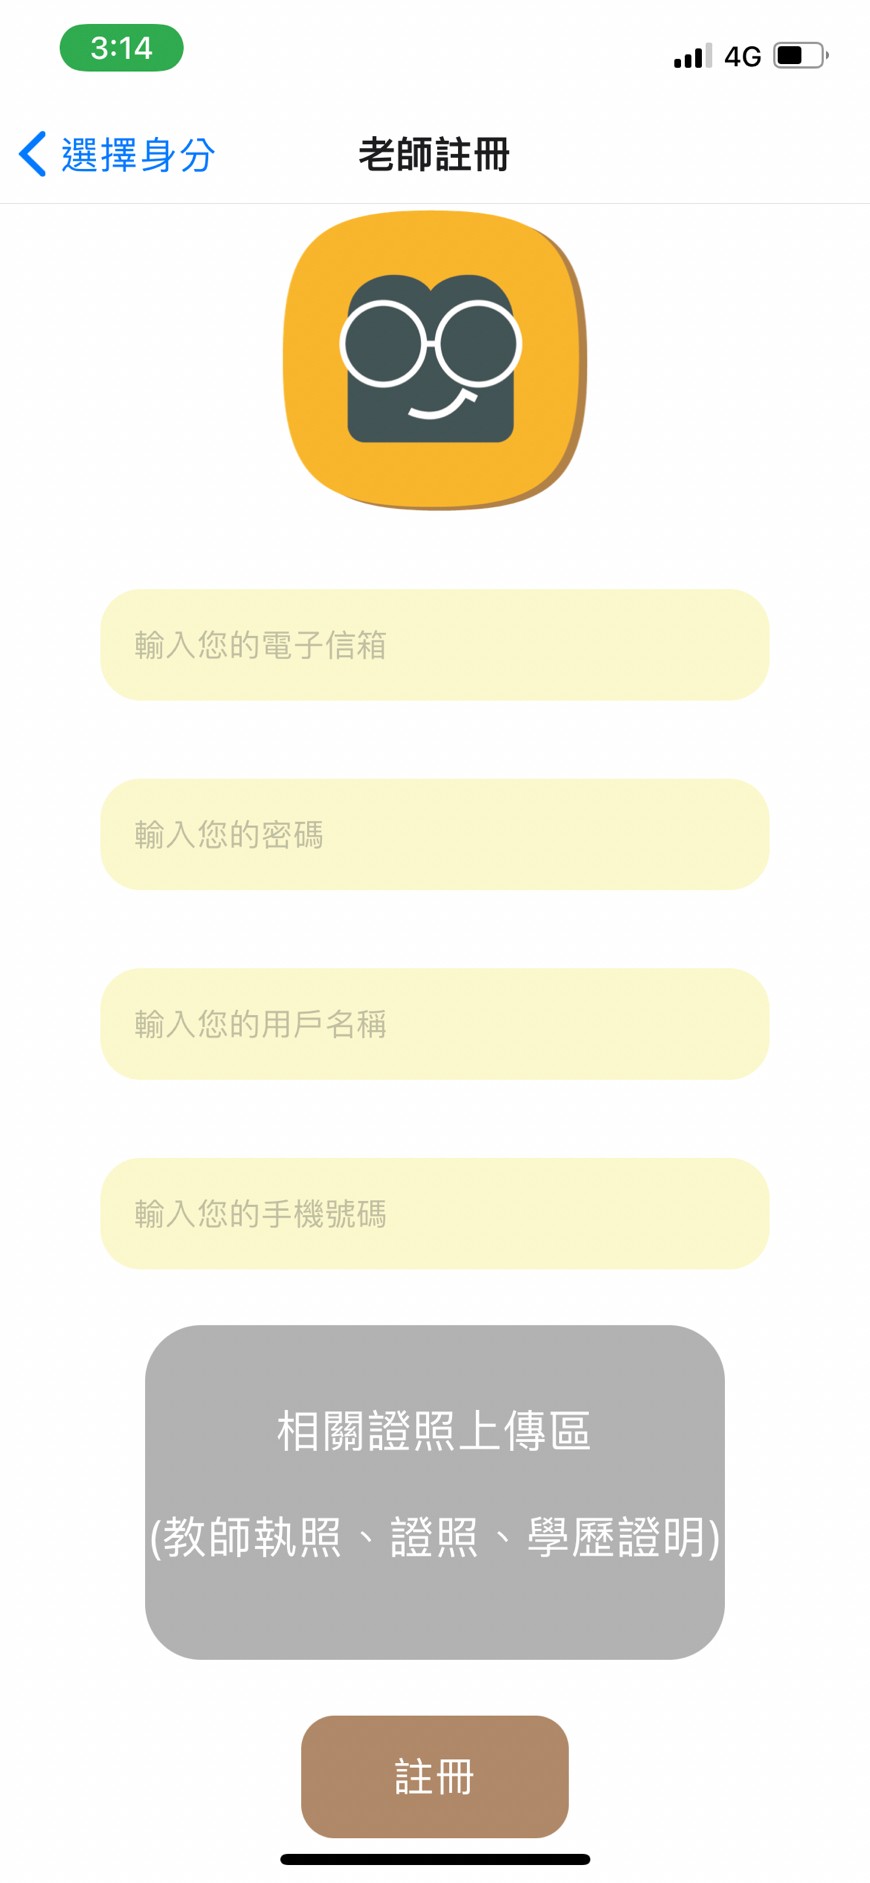 3:14
4G
選擇身分
老師註冊
輸入您的電子信箱
輸入您的密碼
輸入您的用戶名稱
輸入您的手機號碼
相關證照上傳區
(教師執照、證照、學歷證明)
註冊